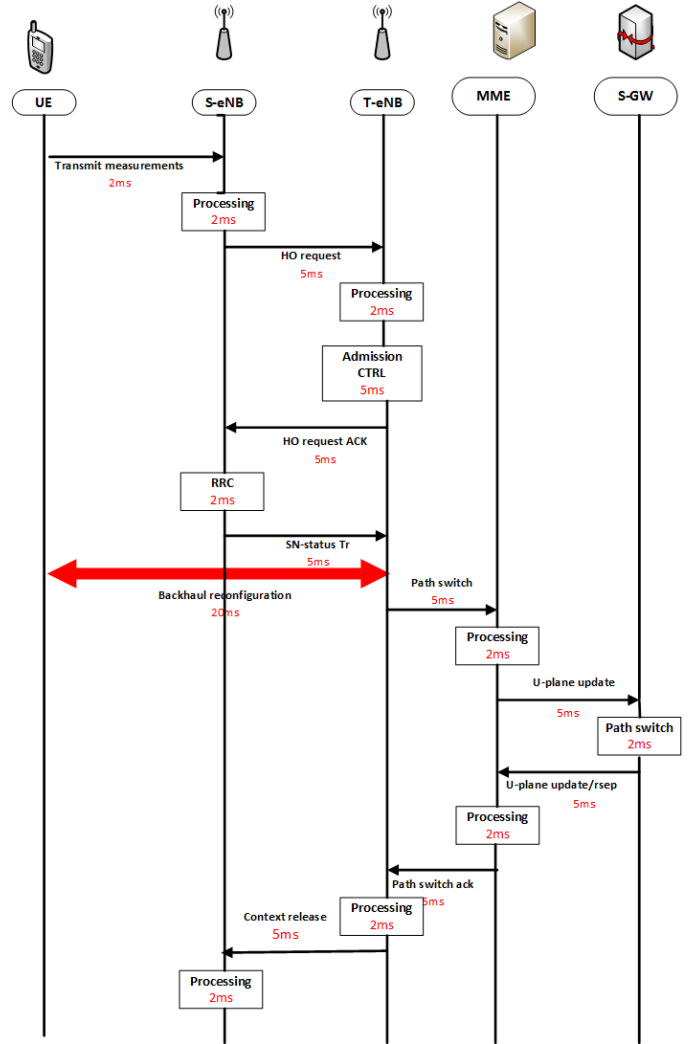 UE
S-eNB
T-eNB
MME
S-GW
Transmit measurements
2ms
Processing
2ms
HO request
5ms
Processing
2ms
Admission
CTRL
5ms
HO request ACK
5ms
RRC
2ms
SN-status Tr
5ms
Backhaul reconfiguration
20ms
Path switch
5ms
Processing
2ms
U-plane update
5ms
Path switch
2ms
U-plane update/rsep
5ms
Processing
2ms
Path switch ack
5ms
Processing
2ms
Context release
5ms
Processing
2ms